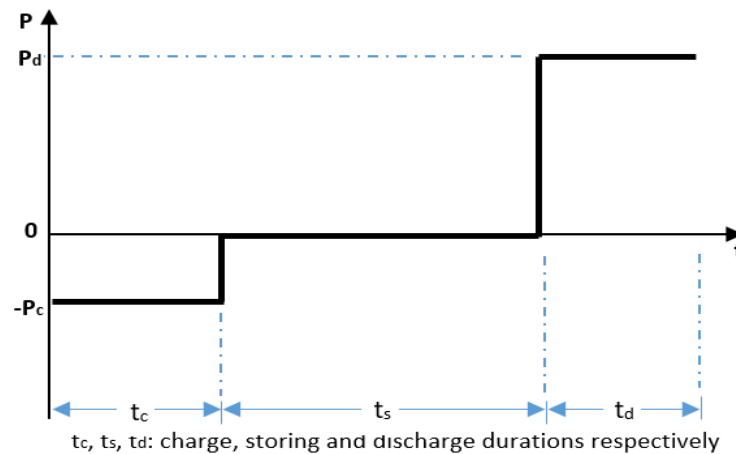 P
Pd
0
t
-Pc
tc ts td
tc, ts, td: charge, storing and discharge durations respectively